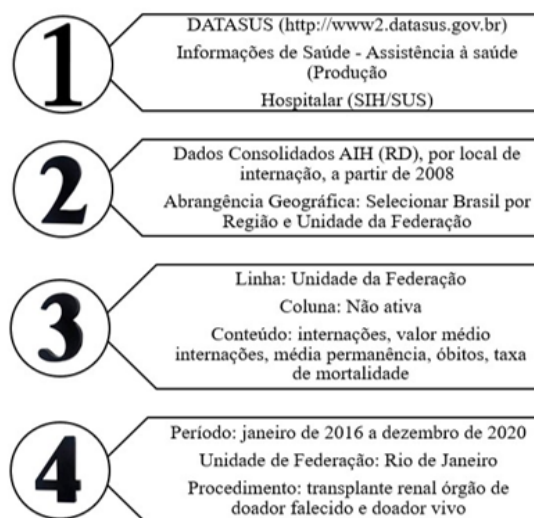 1
DATASUS (http://www2.datasus.gov.br)
Informações de Saúde - Assistência à saúde
(Produção
Hospitalar (SIH/SUS)
2
Dados Consolidados AIH (RD), por local de
internação, a partir de 2008
Abrangência Geográfica: Selecionar Brasil por
Região e Unidade da Federação
3
Linha: Unidade da Federação
Coluna: Não ativa
Conteúdo: internações, valor médio
internações, média permanência, óbitos, taxa
de mortalidade
4
Período: janeiro de 2016 a dezembro de 2020
Unidade de Federação: Rio de Janeiro
Procedimento: transplante renal órgão de
doador falecido e doador vivo